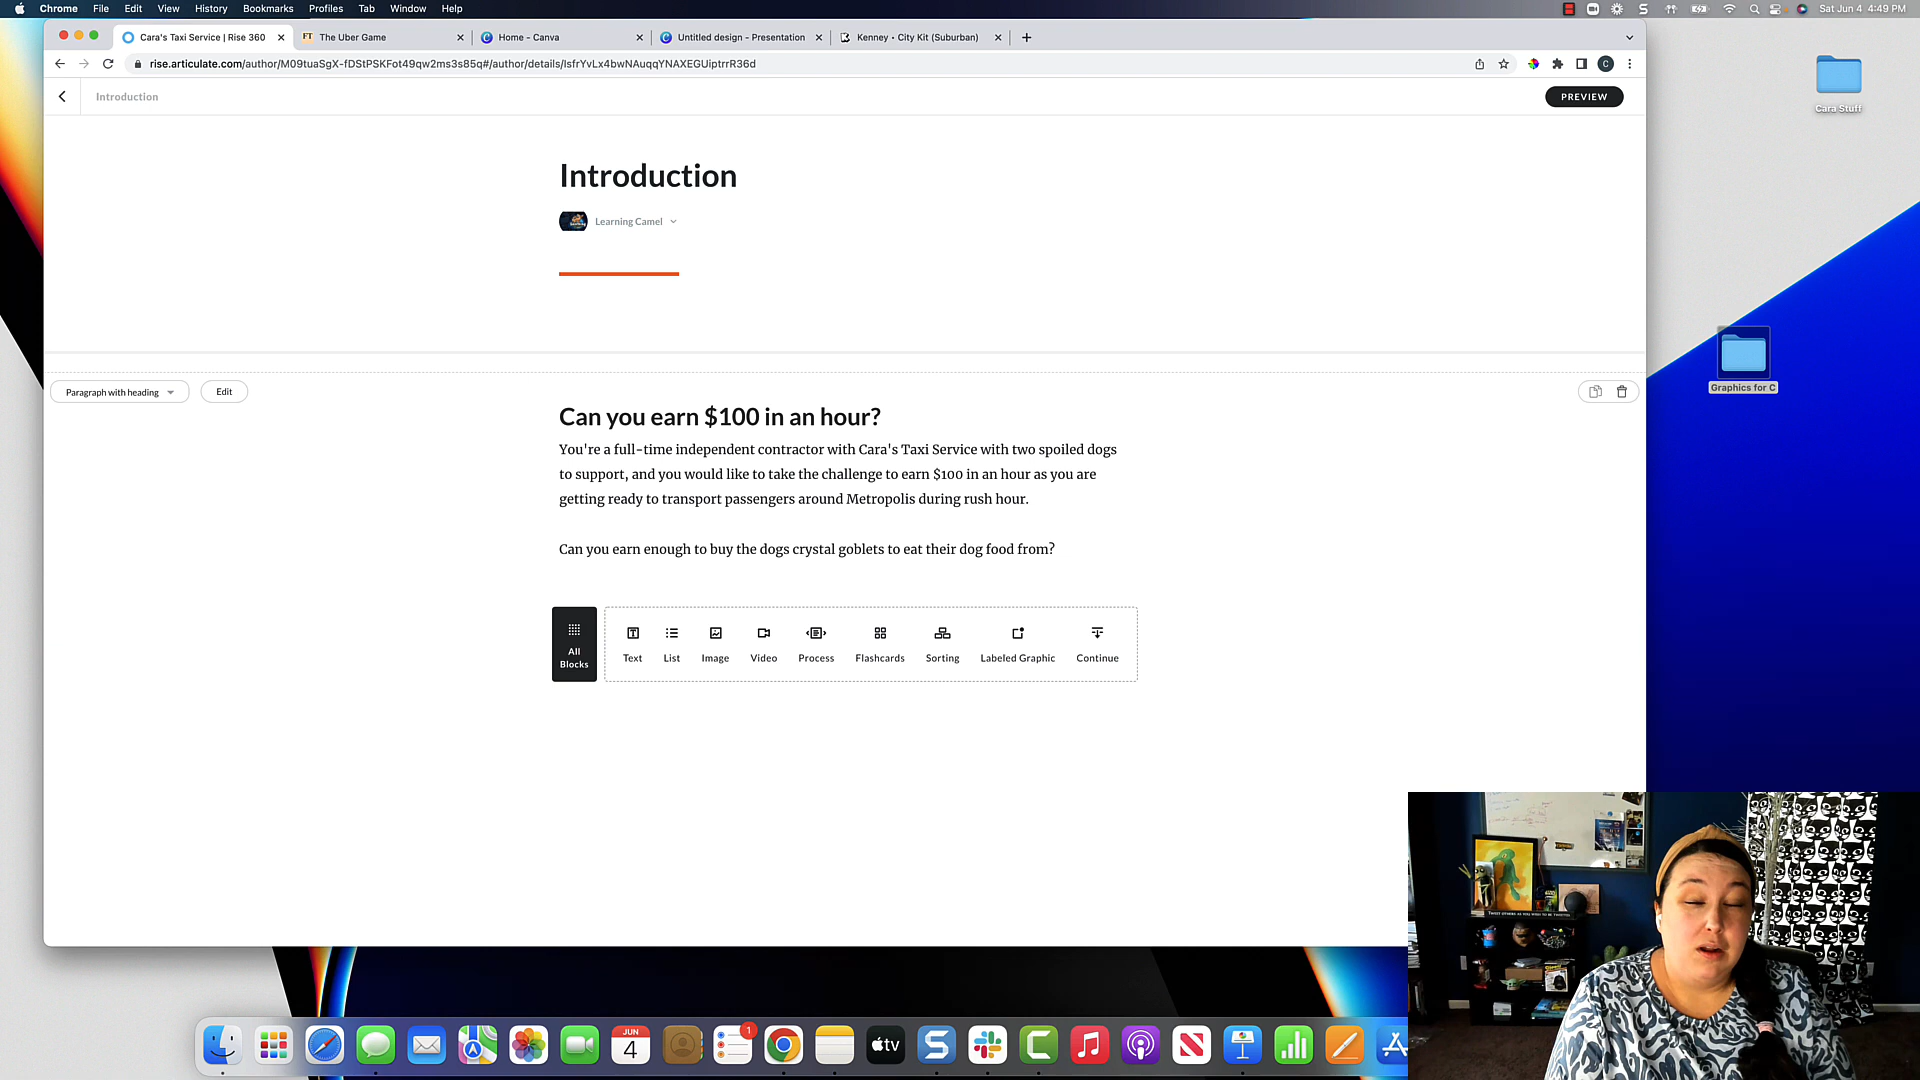 Chrome File Edit View History Bookmarks Profiles Tab Window Help
Sat Jun 4 4:49 PM
Cara's Taxi Service | Rise 360
FT The Uber Game
Home - Canva
Untitled design - Presentation
Kenney • City Kit (Suburban)
rise.articulate.com/author/M09tuaSgX-fDStPSKFot49qw2ms3s85q#/author/details/IsfrYvLx4bwNAuqqYNAXEGUiptrrR36d
C
Introduction
PREVIEW
Cara Stuff
Introduction
Learning Camel
Graphics for C
Paragraph with heading
Edit
Can you earn $100 in an hour?
You're a full-time independent contractor with Cara's Taxi Service with two spoiled dogs
to support, and you would like to take the challenge to earn $100 in an hour as you are
getting ready to transport passengers around Metropolis during rush hour.
Can you earn enough to buy the dogs crystal goblets to eat their dog food from?
All
Blocks
Text
List
Image
Video
Process
Flashcards
Sorting
Labeled Graphic
Continue
JUN
4
1
tv